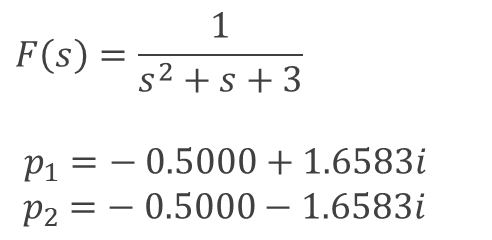 F(s) = 1 / (s² + s + 3)
p₁ = − 0.5000 + 1.6583i
p₂ = − 0.5000 − 1.6583i